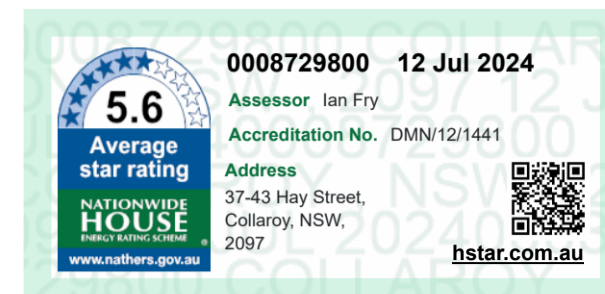 0008729800 12 Jul 2024
5.6
Average
star rating
NATIONWIDE
HOUSE
ENERGY RATING SCHEME ®
www.nathers.gov.au
Assessor Ian Fry
Accreditation No. DMN/12/1441
Address
37-43 Hay Street,
Collaroy, NSW,
2097
hstar.com.au